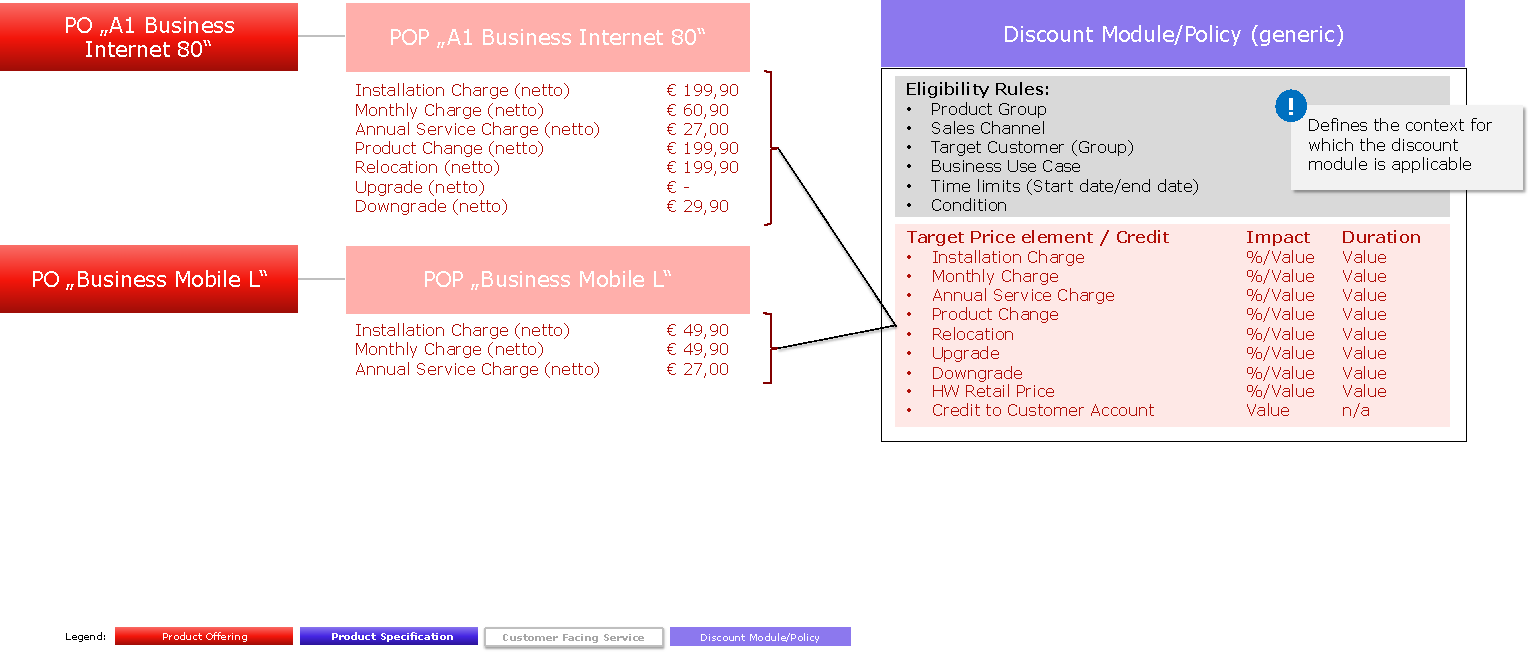 PO „A1 Business
Internet 80“
POP „A1 Business Internet 80“
Installation Charge (netto) € 199,90
Monthly Charge (netto) € 60,90
Annual Service Charge (netto) € 27,00
Product Change (netto) € 199,90
Relocation (netto) € 199,90
Upgrade (netto) € -
Downgrade (netto) € 29,90
PO „Business Mobile L“
POP „Business Mobile L“
Installation Charge (netto) € 49,90
Monthly Charge (netto) € 49,90
Annual Service Charge (netto) € 27,00
Discount Module/Policy (generic)
Eligibility Rules:
• Product Group
• Sales Channel
• Target Customer (Group)
• Business Use Case
• Time limits (Start date/end date)
• Condition
!
Defines the context for
which the discount
module is applicable
Target Price element / Credit Impact Duration
• Installation Charge %/Value Value
• Monthly Charge %/Value Value
• Annual Service Charge %/Value Value
• Product Change %/Value Value
• Relocation %/Value Value
• Upgrade %/Value Value
• Downgrade %/Value Value
• HW Retail Price %/Value Value
• Credit to Customer Account Value n/a
Legend: Product Offering Product Specification Customer Facing Service Discount Module/Policy